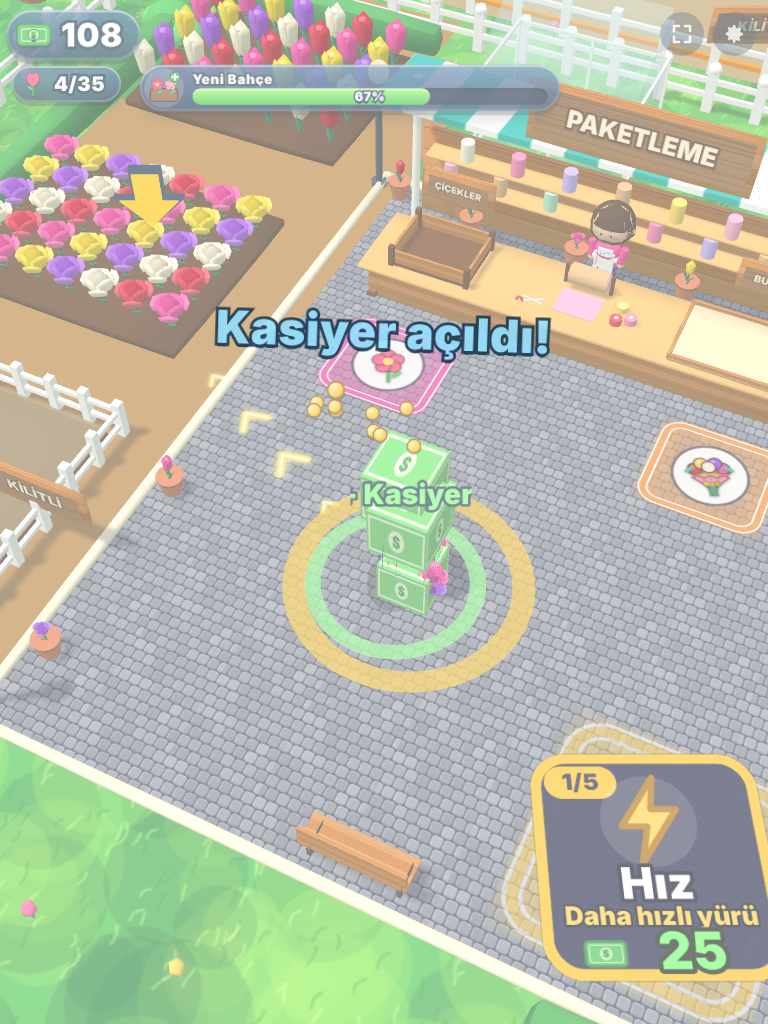 108
4/35
Yeni Bahçe
67%
PAKETLEME
ÇİÇEKLER
Kasiyer açıldı!
Kasiyer
KİLİTLİ
1/5
Hız
Daha hızlı yürü
25